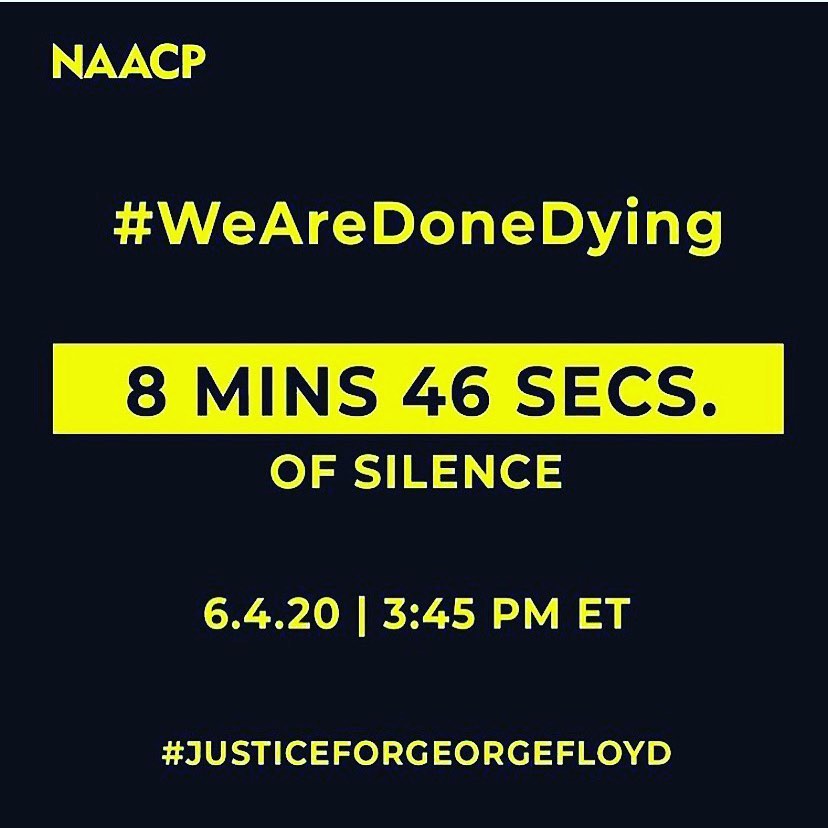 NAACP
#WeAreDoneDying
8 MINS 46 SECS.
OF SILENCE
6.4.20 | 3:45 PM ET
#JUSTICEFORGEORGEFLOYD